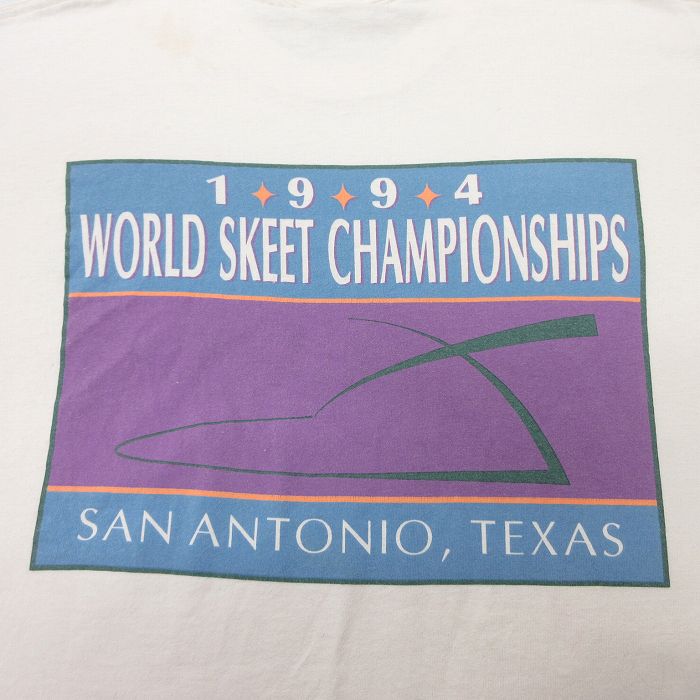 1994
WORLD SKEET CHAMPIONSHIPS
SAN ANTONIO, TEXAS